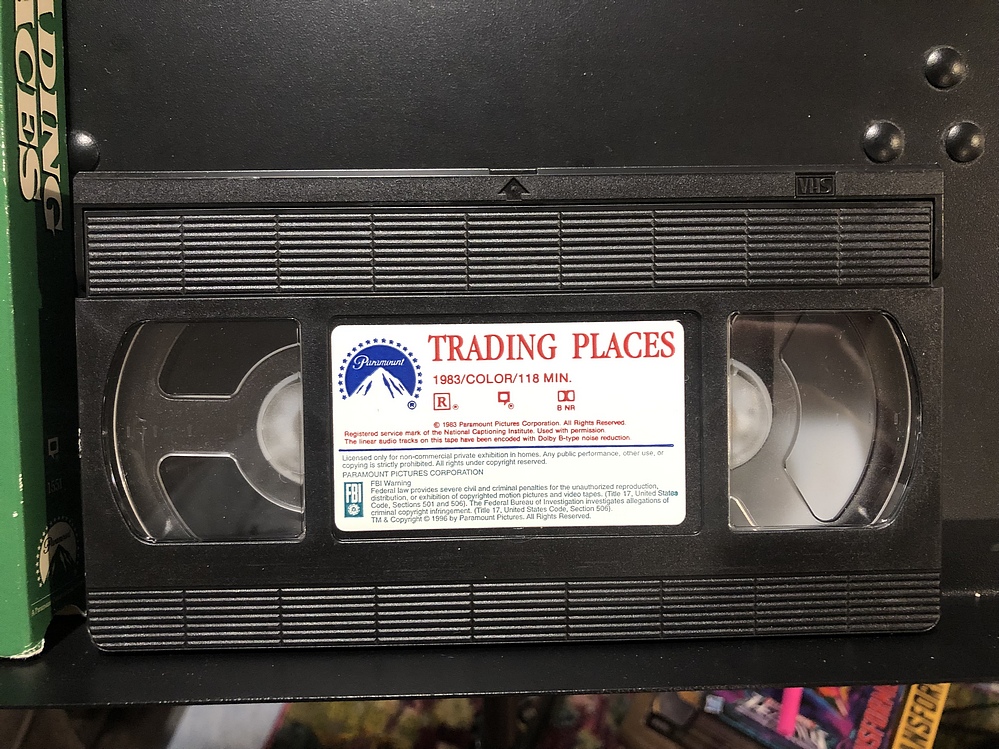 TRADING
PLACES
VHS
Paramount
®
TRADING PLACES
1983/COLOR/118 MIN.
R ®
B NR
© 1983 Paramount Pictures Corporation. All Rights Reserved.
Registered service mark of the National Captioning Institute. Used with permission.
The linear audio tracks on this tape have been encoded with Dolby B-type noise reduction.
Licensed only for non-commercial private exhibition in homes. Any public performance, other use, or
copying is strictly prohibited. All rights under copyright reserved.
PARAMOUNT PICTURES CORPORATION
FBI
FBI Warning
Federal law provides severe civil and criminal penalties for the unauthorized reproduction,
distribution, or exhibition of copyrighted motion pictures and video tapes. (Title 17, United States
Code, Sections 501 and 506). The Federal Bureau of Investigation investigates allegations of
criminal copyright infringement. (Title 17, United States Code, Section 506).
TM & Copyright © 1996 by Paramount Pictures. All Rights Reserved.